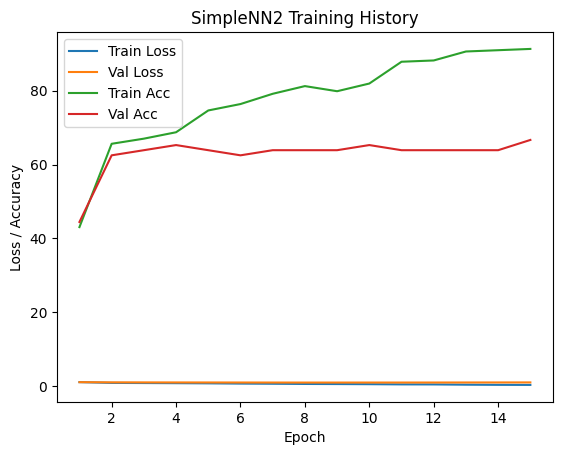 SimpleNN2 Training History
Train Loss
Val Loss
Train Acc
Val Acc
Loss / Accuracy
80
60
40
20
0
2 4 6 8 10 12 14
Epoch